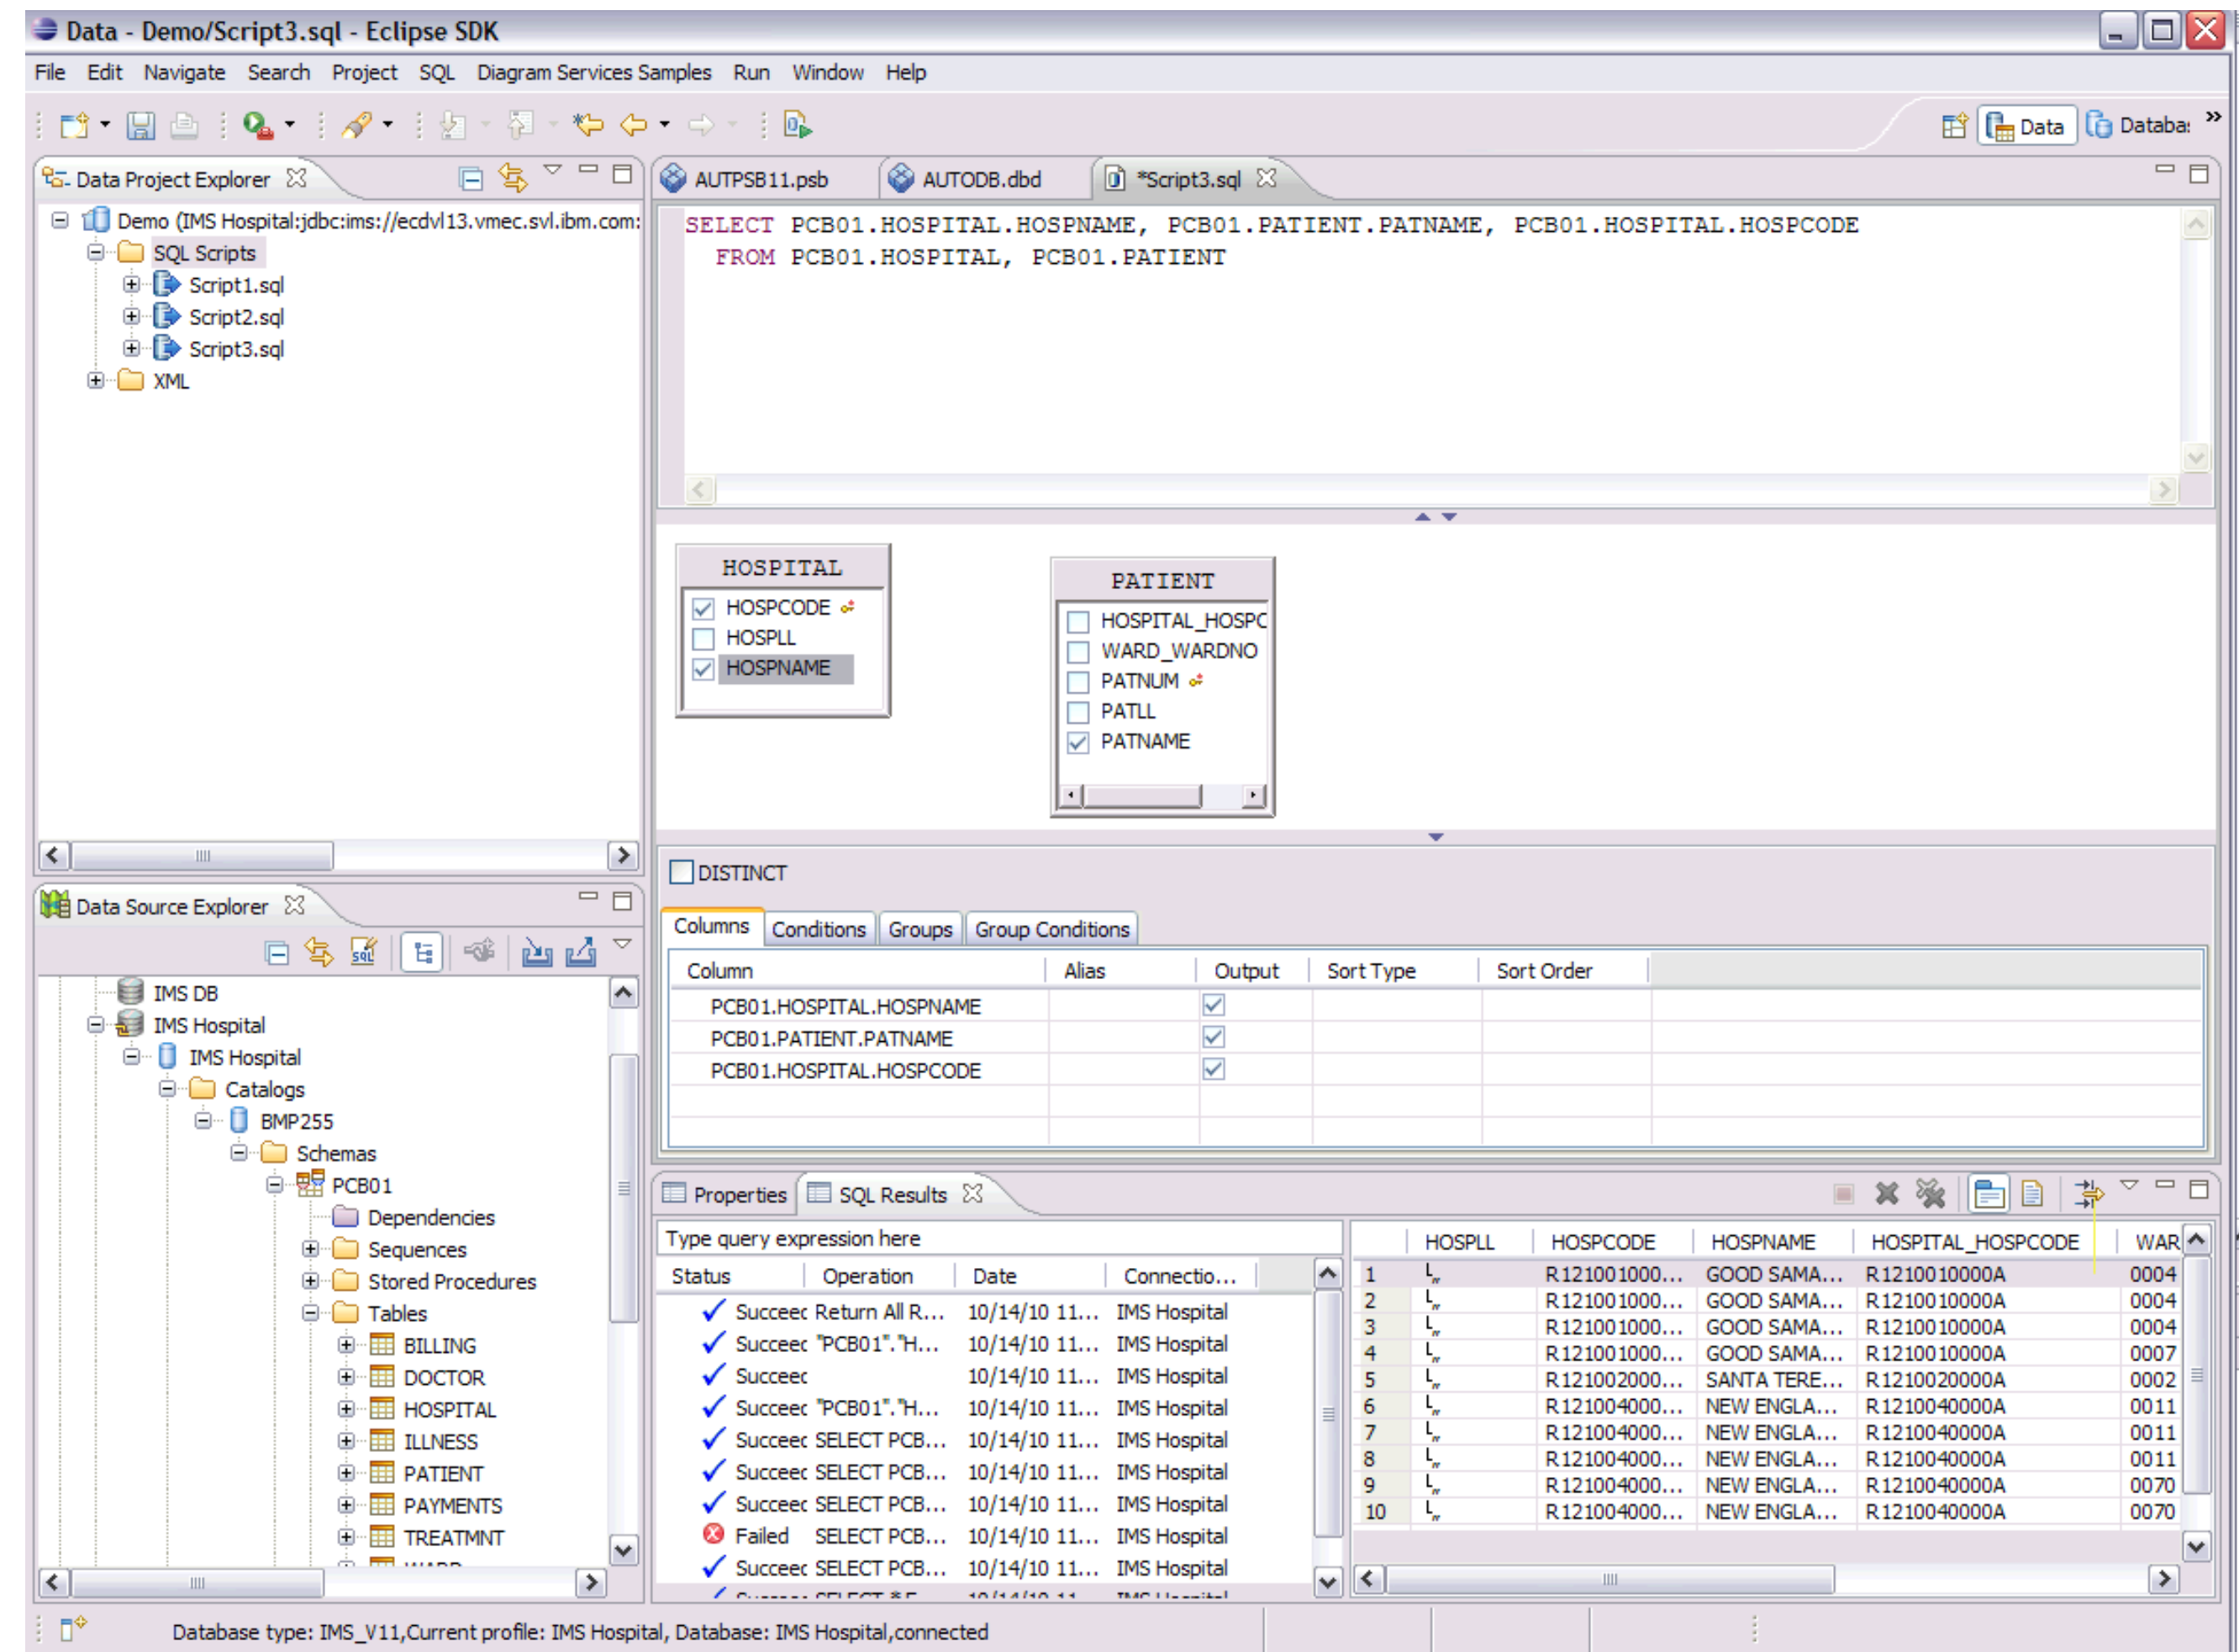 Data - Demo/Script3.sql - Eclipse SDK
File Edit Navigate Search Project SQL Diagram Services Samples Run Window Help
Data
Data Project Explorer
Demo (IMS Hospital:jdbc:ims://ecdvl13.vmec.svl.ibm.com:
SQL Scripts
Script1.sql
Script2.sql
Script3.sql
XML
AUTPSB11.psb AUTODB.dbd *Script3.sql
SELECT PCB01.HOSPITAL.HOSPNAME, PCB01.PATIENT.PATNAME, PCB01.HOSPITAL.HOSPCODE
FROM PCB01.HOSPITAL, PCB01.PATIENT
HOSPITAL
HOSPCODE
HOSPLL
HOSPNAME
PATIENT
HOSPITAL_HOSPC
WARD_WARDNO
PATNUM
PATLL
PATNAME
DISTINCT
Columns Conditions Groups Group Conditions
Column Alias Output Sort Type Sort Order
PCB01.HOSPITAL.HOSPNAME
PCB01.PATIENT.PATNAME
PCB01.HOSPITAL.HOSPCODE
Data Source Explorer
IMS DB
IMS Hospital
IMS Hospital
Catalogs
BMP255
Schemas
PCB01
Dependencies
Sequences
Stored Procedures
Tables
BILLING
DOCTOR
HOSPITAL
ILLNESS
PATIENT
PAYMENTS
TREATMNT
Properties SQL Results
Type query expression here
Status Operation Date Connectio...
Succeec Return All R... 10/14/10 11... IMS Hospital
Succeec "PCB01"."H... 10/14/10 11... IMS Hospital
Succeec 10/14/10 11... IMS Hospital
Succeec "PCB01"."H... 10/14/10 11... IMS Hospital
Succeec SELECT PCB... 10/14/10 11... IMS Hospital
Succeec SELECT PCB... 10/14/10 11... IMS Hospital
Succeec SELECT PCB... 10/14/10 11... IMS Hospital
Failed SELECT PCB... 10/14/10 11... IMS Hospital
Succeec SELECT PCB... 10/14/10 11... IMS Hospital
HOSPLL HOSPCODE HOSPNAME HOSPITAL_HOSPCODE WAR
1 L R121001000... GOOD SAMA... R1210010000A 0004
2 L R121001000... GOOD SAMA... R1210010000A 0004
3 L R121001000... GOOD SAMA... R1210010000A 0004
4 L R121001000... GOOD SAMA... R1210010000A 0007
5 L R121002000... SANTA TERE... R1210020000A 0002
6 L R121004000... NEW ENGLA... R1210040000A 0011
7 L R121004000... NEW ENGLA... R1210040000A 0011
8 L R121004000... NEW ENGLA... R1210040000A 0011
9 L R121004000... NEW ENGLA... R1210040000A 0070
10 L R121004000... NEW ENGLA... R1210040000A 0070
Database type: IMS_V11,Current profile: IMS Hospital, Database: IMS Hospital,connected